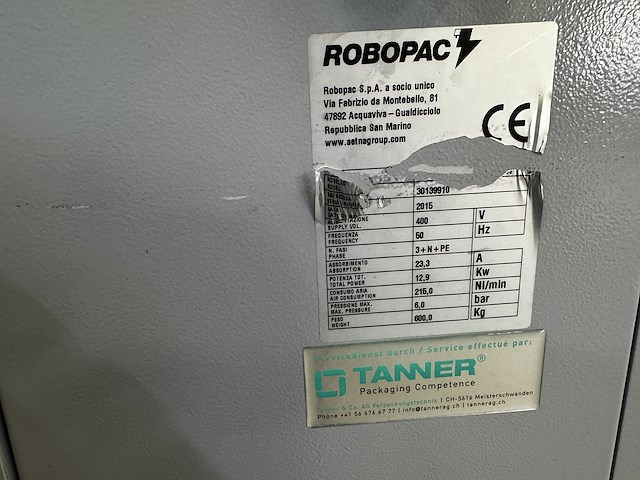 ROBOPAC
Robopac S.p.A. a socio unico
Via Fabrizio da Montebello, 81
47892 Acquaviva – Gualdicciolo
Repubblica San Marino
www.aetnagroup.com
CE
30139910
2015
SUPPLY VOL. 400 V
FREQUENZA
FREQUENCY 50 Hz
N. FASI
PHASE 3+N+PE
ASSORBIMENTO
ABSORPTION 23,3 A
POTENZA TOT.
TOTAL POWER 12,9 Kw
CONSUMO ARIA
AIR CONSUMPTION 215,0 Nl/min
PRESSIONE MAX.
MAX. PRESSURE 6,0 bar
PESO
WEIGHT 600,0 Kg
Servicedienst durch / Service effectué par:
TANNER®
Packaging Competence
Tanner & Co. AG Verpackungstechnik | CH-5616 Meisterschwanden
Phone +41 56 676 67 77 | info@tannerag.ch | tannerag.ch